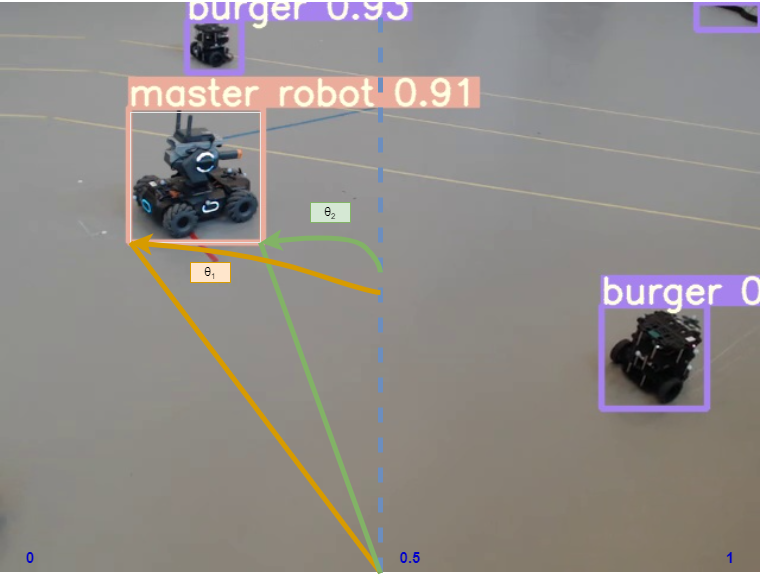 burger 0.93
master robot 0.91
θ2
θ1
burger 0
0
0.5
1